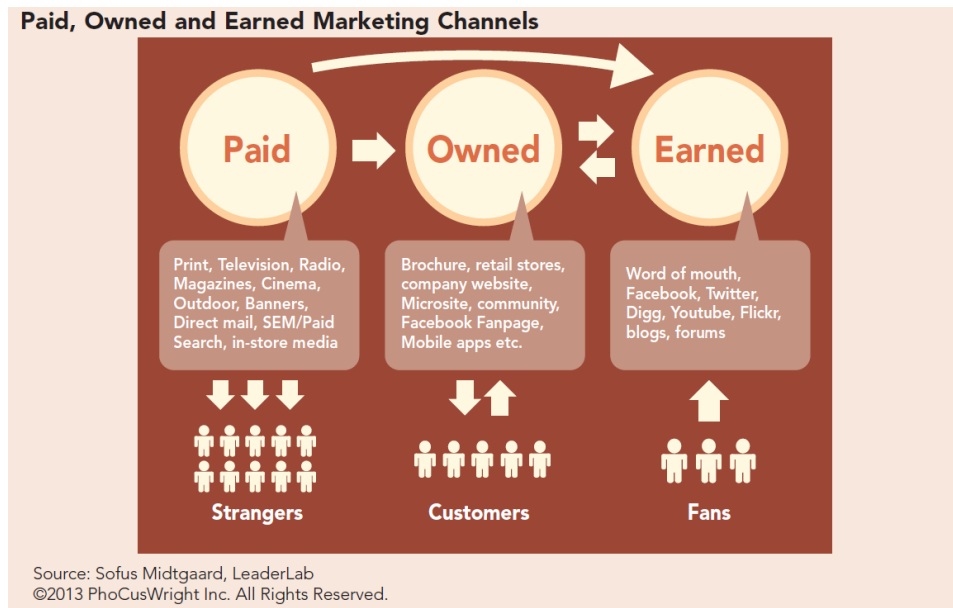 Paid, Owned and Earned Marketing Channels
Paid
Owned
Earned
Print, Television, Radio,
Magazines, Cinema,
Outdoor, Banners,
Direct mail, SEM/Paid
Search, in-store media
Brochure, retail stores,
company website,
Microsite, community,
Facebook Fanpage,
Mobile apps etc.
Word of mouth,
Facebook, Twitter,
Digg, Youtube, Flickr,
blogs, forums
Strangers
Customers
Fans
Source: Sofus Midtgaard, LeaderLab
©2013 PhoCusWright Inc. All Rights Reserved.